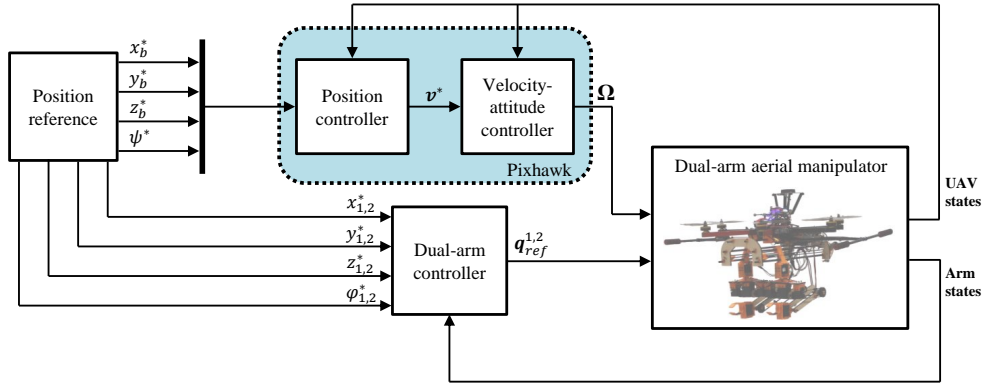 x_b^*
y_b^*
z_b^*
ψ^*
Position
reference
Position
controller
v^*
Velocity-
attitude
controller
Ω
Pixhawk
Dual-arm aerial manipulator
UAV
states
x_{1,2}^*
y_{1,2}^*
z_{1,2}^*
φ_{1,2}^*
Dual-arm
controller
q_{ref}^{1,2}
Arm
states